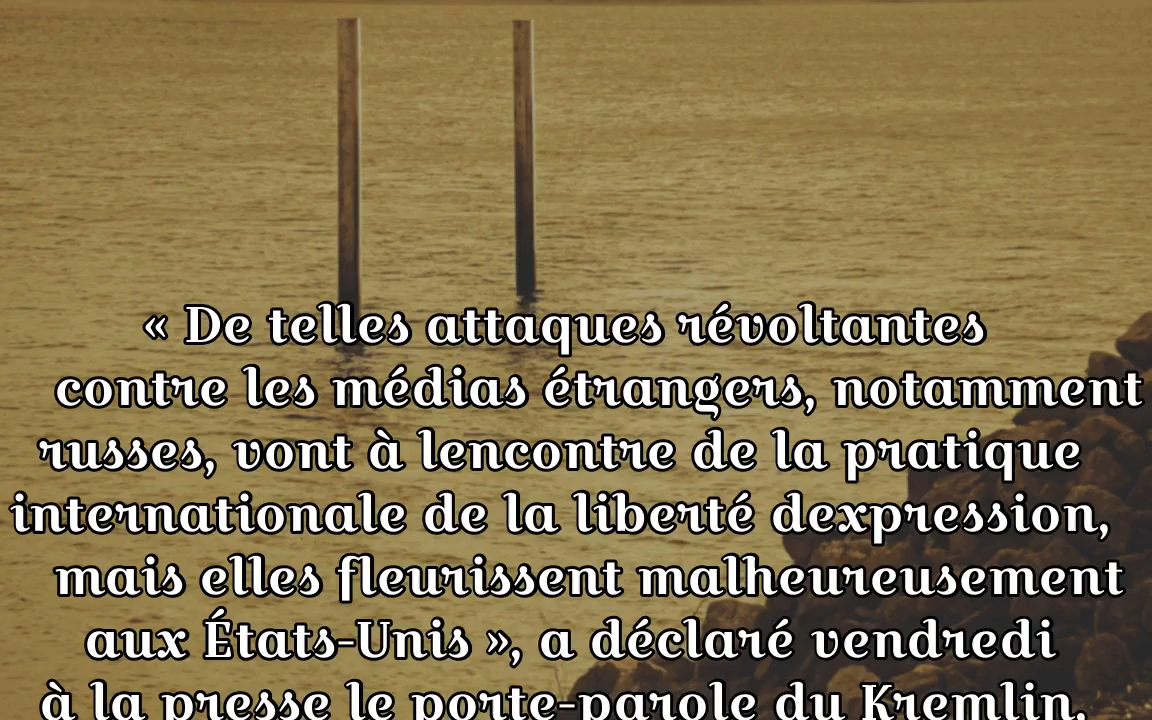 « De telles attaques révoltantes
contre les médias étrangers, notamment
russes, vont à lencontre de la pratique
internationale de la liberté dexpression,
mais elles fleurissent malheureusement
aux États-Unis », a déclaré vendredi
à la presse le porte-parole du Kremlin.